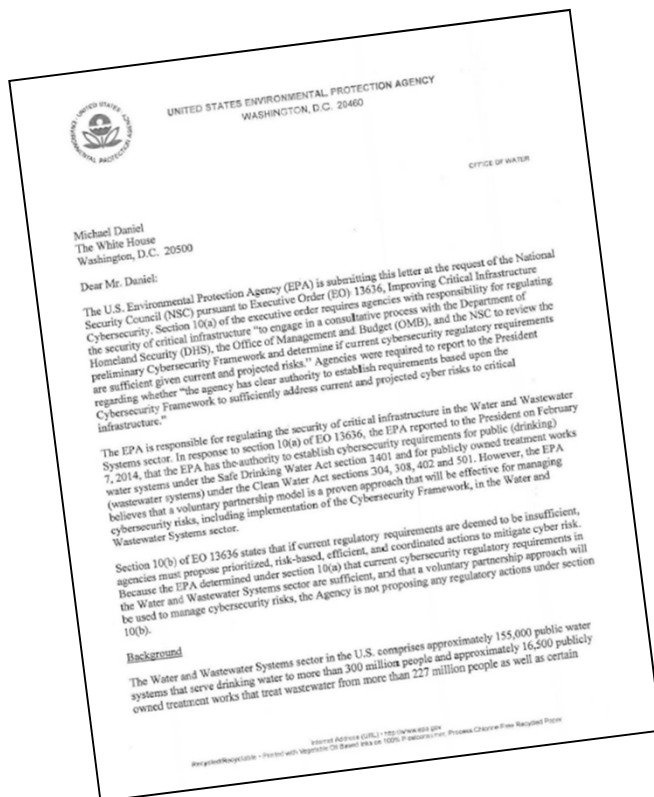 UNITED STATES ENVIRONMENTAL PROTECTION AGENCY
WASHINGTON, D.C. 20460
OFFICE OF WATER
Michael Daniel
The White House
Washington, D.C. 20500
Dear Mr. Daniel:
The U.S. Environmental Protection Agency (EPA) is submitting this letter at the request of the National
Security Council (NSC) pursuant to Executive Order (EO) 13636, Improving Critical Infrastructure
Cybersecurity. Section 10(a) of the executive order requires agencies with responsibility for regulating
the security of critical infrastructure “to engage in a consultative process with the Department of
Homeland Security (DHS), the Office of Management and Budget (OMB), and the NSC to review the
preliminary Cybersecurity Framework and determine if current cybersecurity regulatory requirements
are sufficient given current and projected risks.” Agencies were required to report to the President
regarding whether “the agency has clear authority to establish requirements based upon the
Cybersecurity Framework to sufficiently address current and projected cyber risks to critical
infrastructure.”
The EPA is responsible for regulating the security of critical infrastructure in the Water and Wastewater
Systems sector. In response to section 10(a) of EO 13636, the EPA reported to the President on February
7, 2014, that the EPA has the authority to establish cybersecurity requirements for public (drinking)
water systems under the Safe Drinking Water Act section 1401 and for publicly owned treatment works
(wastewater systems) under the Clean Water Act sections 304, 308, 402 and 501. However, the EPA
believes that a voluntary partnership model is a proven approach that will be effective for managing
cybersecurity risks, including implementation of the Cybersecurity Framework, in the Water and
Wastewater Systems sector.
Section 10(b) of EO 13636 states that if current regulatory requirements are deemed to be insufficient,
agencies must propose prioritized, risk-based, efficient, and coordinated actions to mitigate cyber risk.
Because the EPA determined under section 10(a) that current cybersecurity regulatory requirements in
the Water and Wastewater Systems sector are sufficient, and that a voluntary partnership approach will
be used to manage cybersecurity risks, the Agency is not proposing any regulatory actions under section
10(b).
Background
The Water and Wastewater Systems sector in the U.S. comprises approximately 155,000 public water
systems that serve drinking water to more than 300 million people and approximately 16,500 publicly
owned treatment works that treat wastewater from more than 227 million people as well as certain
Internet Address (URL) • http://www.epa.gov
Recycled/Recyclable • Printed with Vegetable Oil Based Inks on 100% Postconsumer, Process Chlorine Free Recycled Paper